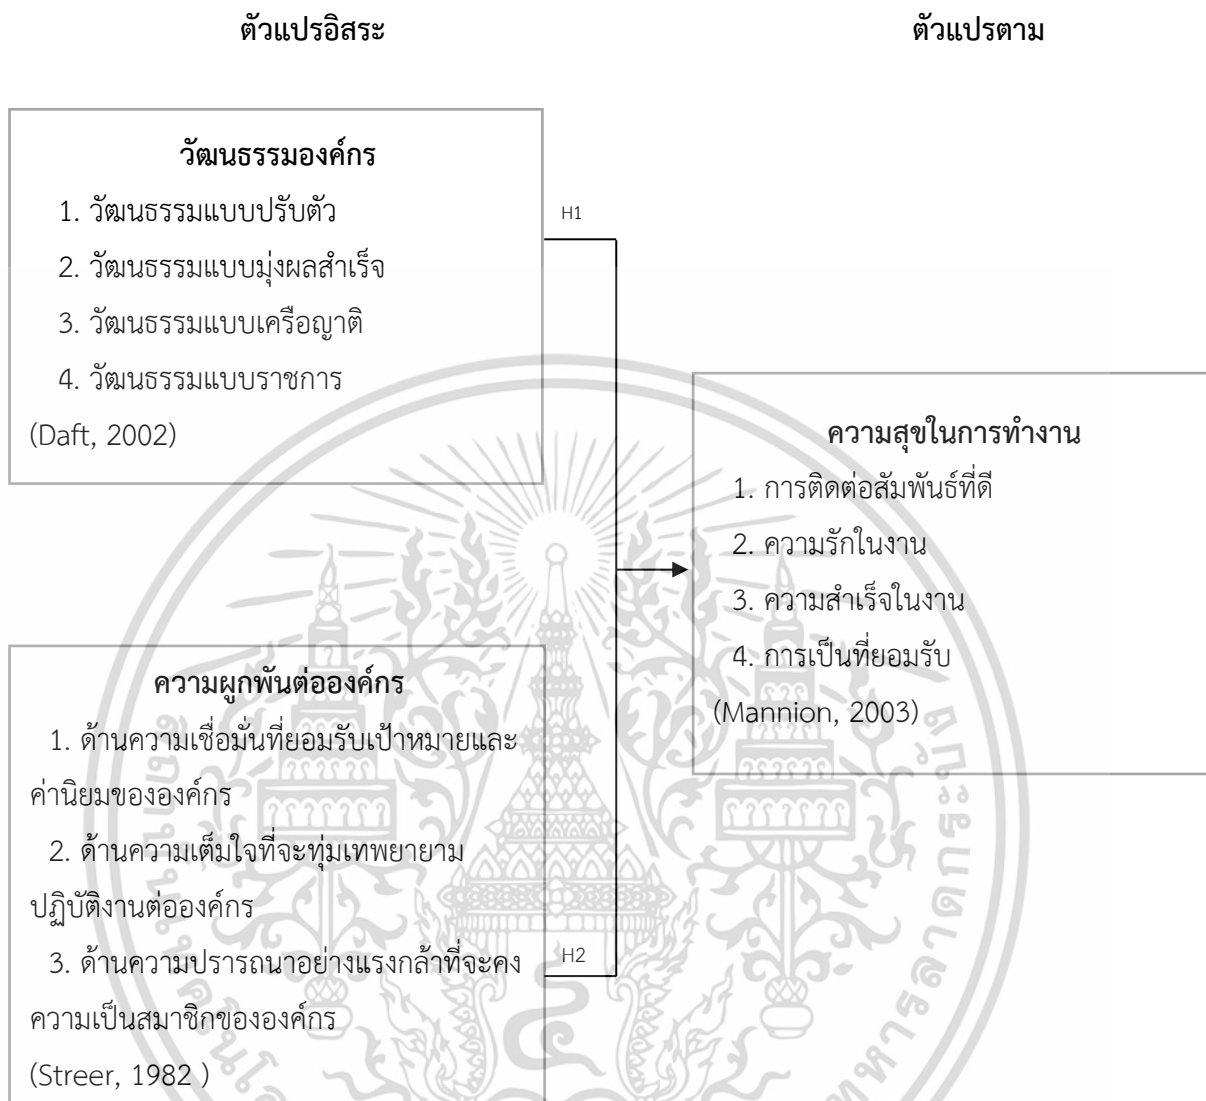 ตัวแปรอิสระ
ตัวแปรตาม
วัฒนธรรมองค์กร
1. วัฒนธรรมแบบปรับตัว
2. วัฒนธรรมแบบมุ่งผลสำเร็จ
3. วัฒนธรรมแบบเครือญาติ
4. วัฒนธรรมแบบราชการ
(Daft, 2002)
H1
ความผูกพันต่อองค์กร
1. ด้านความเชื่อมั่นที่ยอมรับเป้าหมายและ
ค่านิยมขององค์กร
2. ด้านความเต็มใจที่จะทุ่มเทพยายาม
ปฏิบัติงานต่อองค์กร
3. ด้านความปรารถนาอย่างแรงกล้าที่จะคง
ความเป็นสมาชิกขององค์กร
(Streer, 1982 )
H2
ความสุขในการทำงาน
1. การติดต่อสัมพันธ์ที่ดี
2. ความรักในงาน
3. ความสำเร็จในงาน
4. การเป็นที่ยอมรับ
(Mannion, 2003)